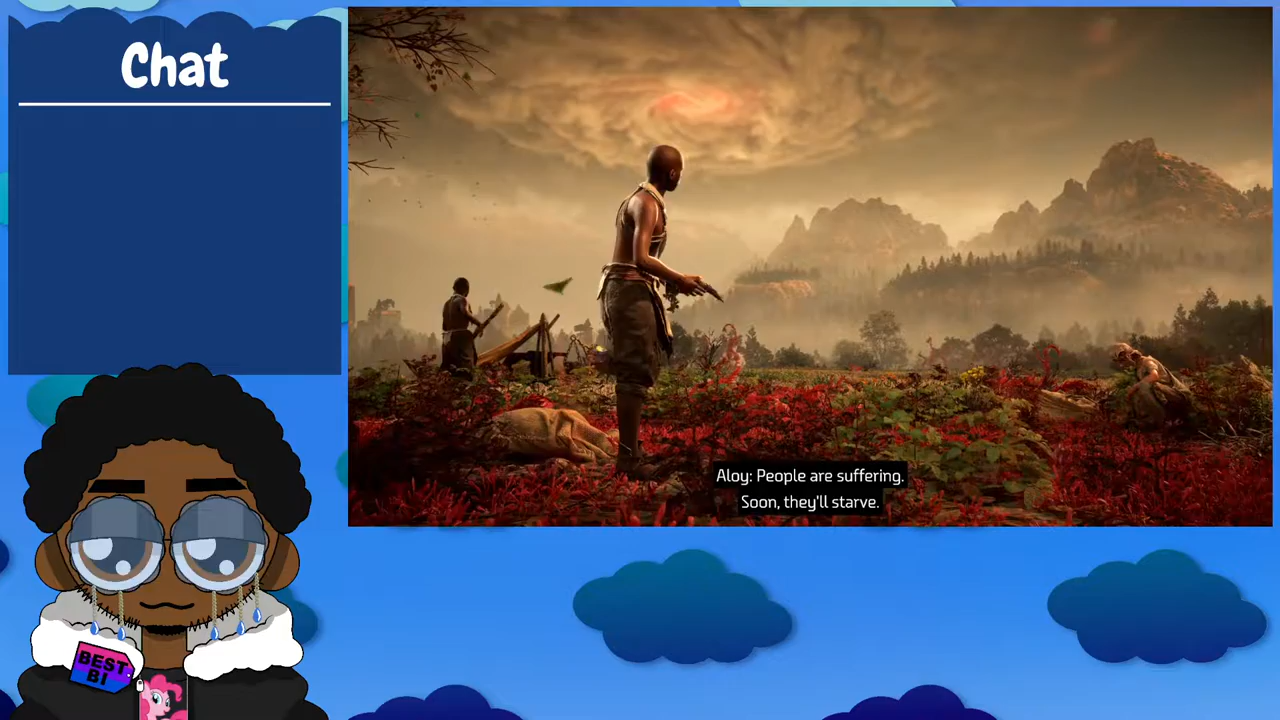 Chat
Aloy: People are suffering.
Soon, they'll starve.
BEST.
BI